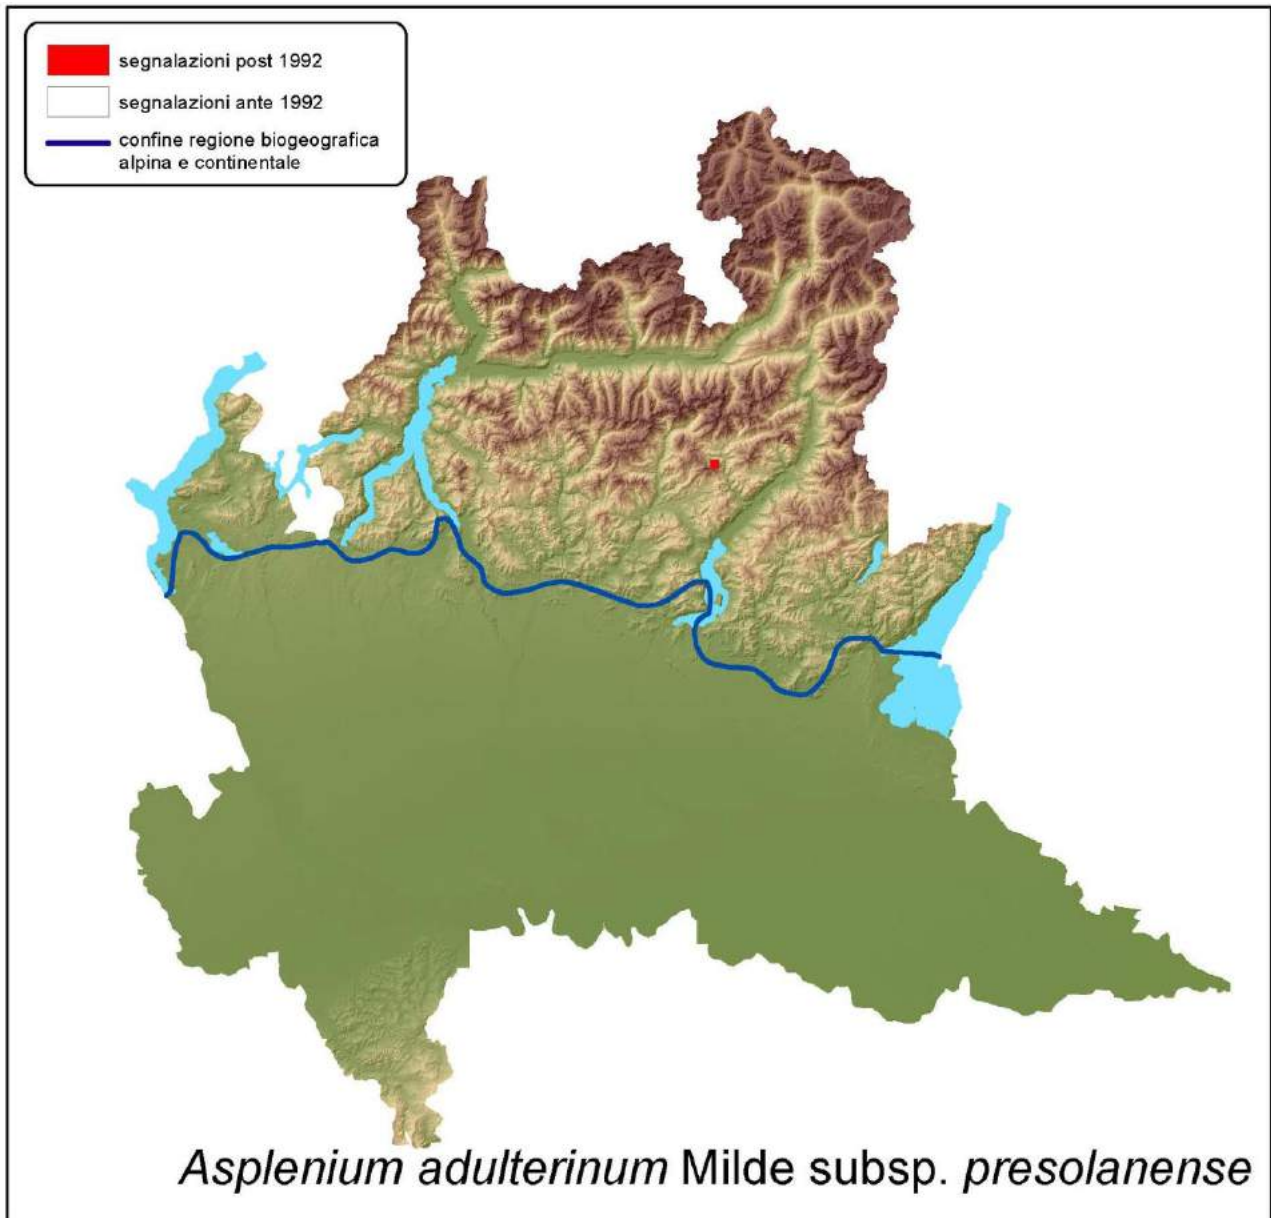 segnalazioni post 1992
segnalazioni ante 1992
confine regione biogeografica
alpina e continentale
Asplenium adulterinum Milde subsp. presolanense